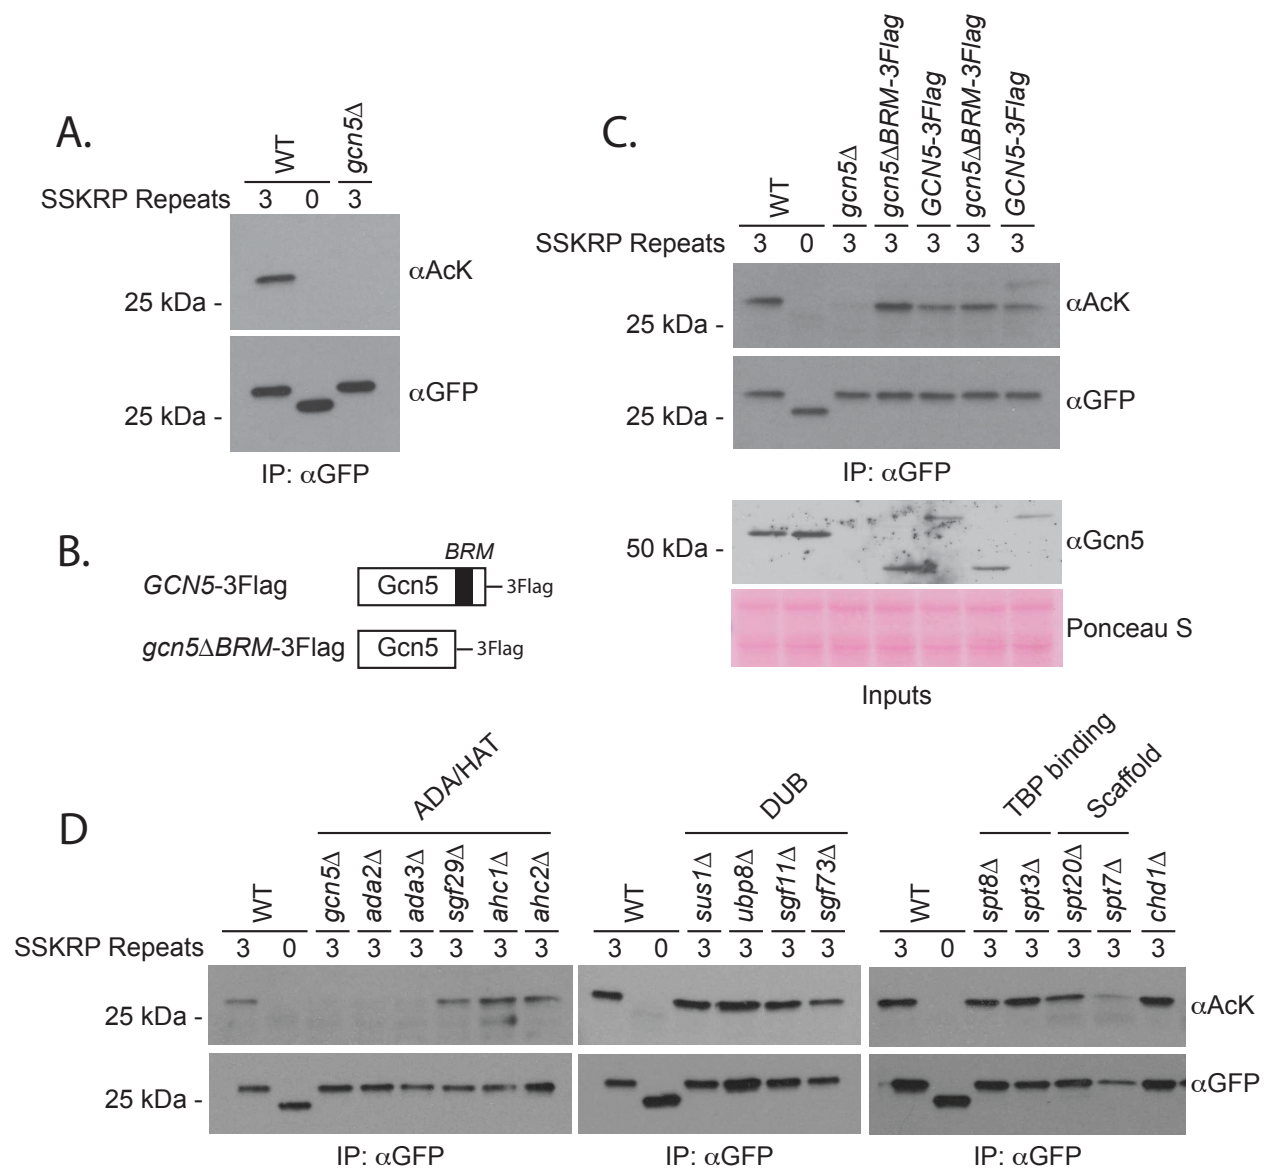 A.
WT gcn5Δ
SSKRP Repeats 3 0 3
αAcK
25 kDa -
αGFP
25 kDa -
IP: αGFP
B.
BRM
GCN5-3Flag Gcn5 3Flag
gcn5ΔBRM-3Flag Gcn5 3Flag
C.
WT gcn5Δ gcn5ΔBRM-3Flag GCN5-3Flag gcn5ΔBRM-3Flag GCN5-3Flag
SSKRP Repeats 3 0 3 3 3 3 3
αAcK
25 kDa -
αGFP
25 kDa -
IP: αGFP
αGcn5
50 kDa -
Ponceau S
Inputs
D
ADA/HAT DUB TBP binding Scaffold
WT gcn5Δ ada2Δ ada3Δ sgf29Δ ahc1Δ ahc2Δ WT sus1Δ ubp8Δ sgf11Δ sgf73Δ WT spt8Δ spt3Δ spt20Δ spt7Δ chd1Δ
SSKRP Repeats 3 0 3 3 3 3 3 3 3 0 3 3 3 3 3 0 3 3 3 3 3
25 kDa - αAcK
25 kDa - αGFP
IP: αGFP IP: αGFP IP: αGFP